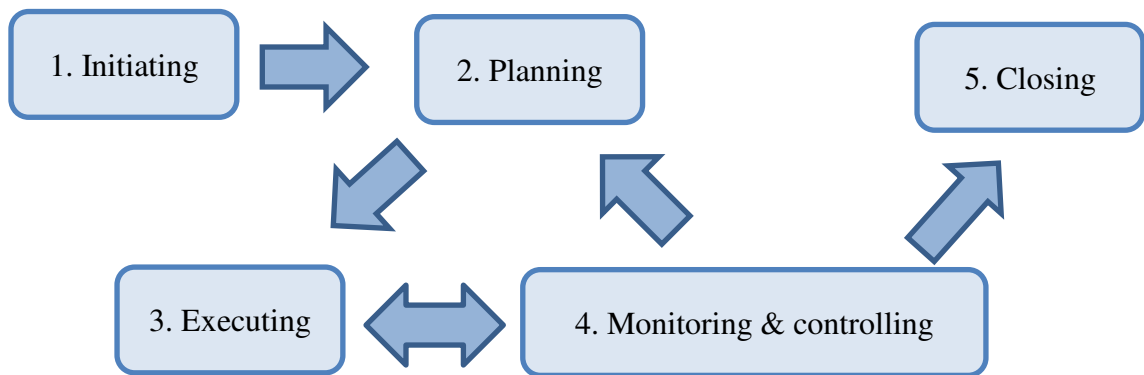 1. Initiating
2. Planning
5. Closing
3. Executing
4. Monitoring & controlling